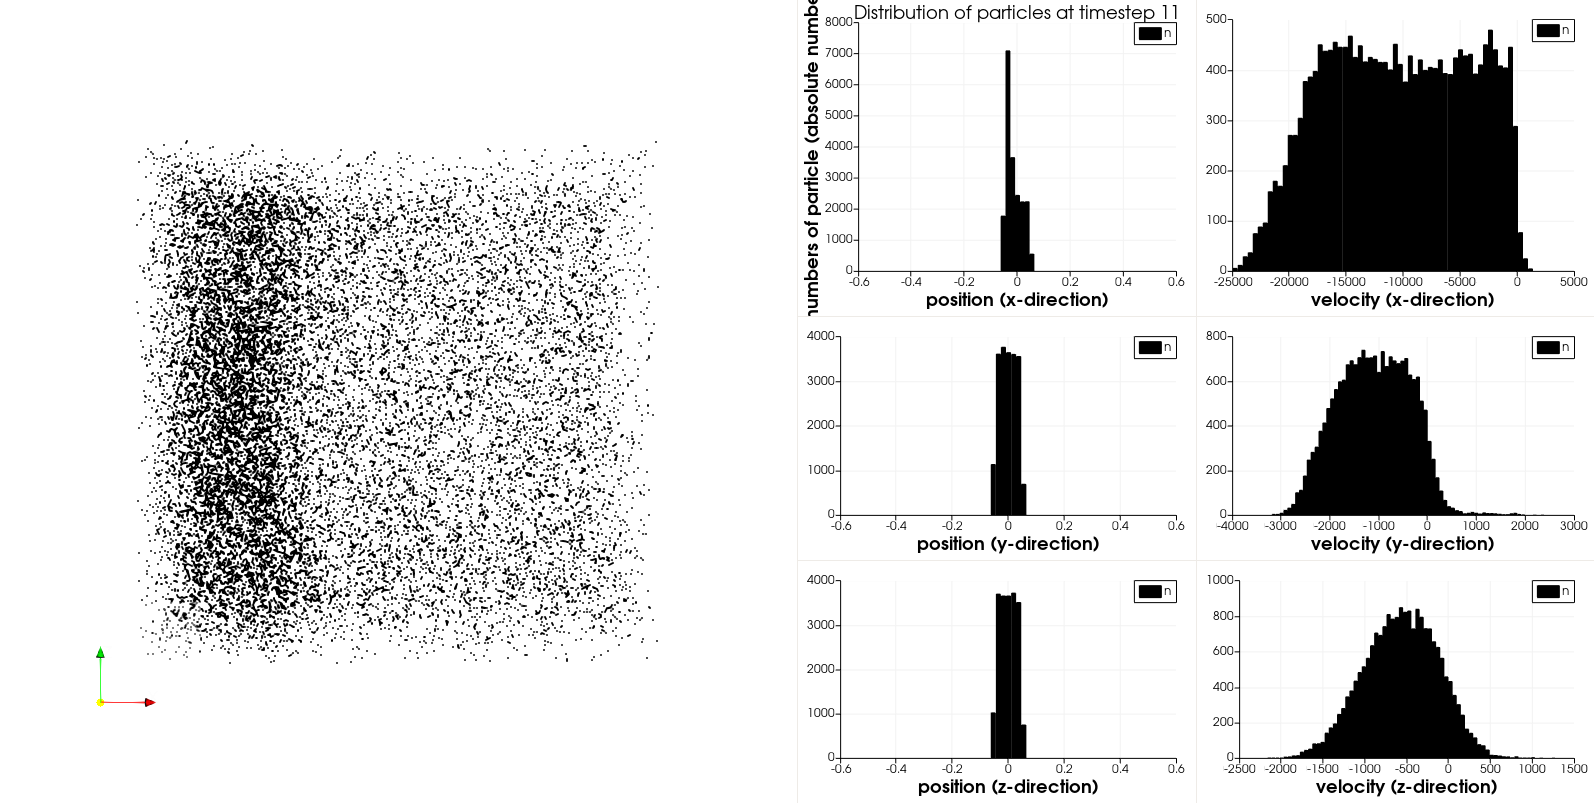 Distribution of particles at timestep 11
numbers of particle (absolute numbe
8000
7000
6000
5000
4000
3000
2000
1000
0
-0.6 -0.4 -0.2 0 0.2 0.4 0.6
position (x-direction)
n
500
400
300
200
100
0
-25000 -20000 -15000 -10000 -5000 0 5000
velocity (x-direction)
n
4000
3000
2000
1000
0
-0.6 -0.4 -0.2 0 0.2 0.4 0.6
position (y-direction)
n
800
600
400
200
0
-4000 -3000 -2000 -1000 0 1000 2000 3000
velocity (y-direction)
n
4000
3000
2000
1000
0
-0.6 -0.4 -0.2 0 0.2 0.4 0.6
position (z-direction)
n
1000
800
600
400
200
0
-2500 -2000 -1500 -1000 -500 0 500 1000 1500
velocity (z-direction)
n